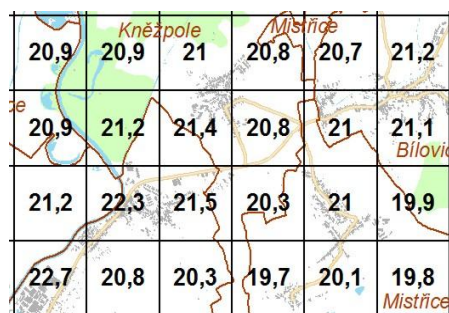 Kněžpole Mistřice
20,9 20,9 21 20,8 20,7 21,2
ce
20,9 21,2 21,4 20,8 21 21,1
Bílovic
21,2 22,3 21,5 20,3 21 19,9
22,7 20,8 20,3 19,7 20,1 19,8
Mistřice